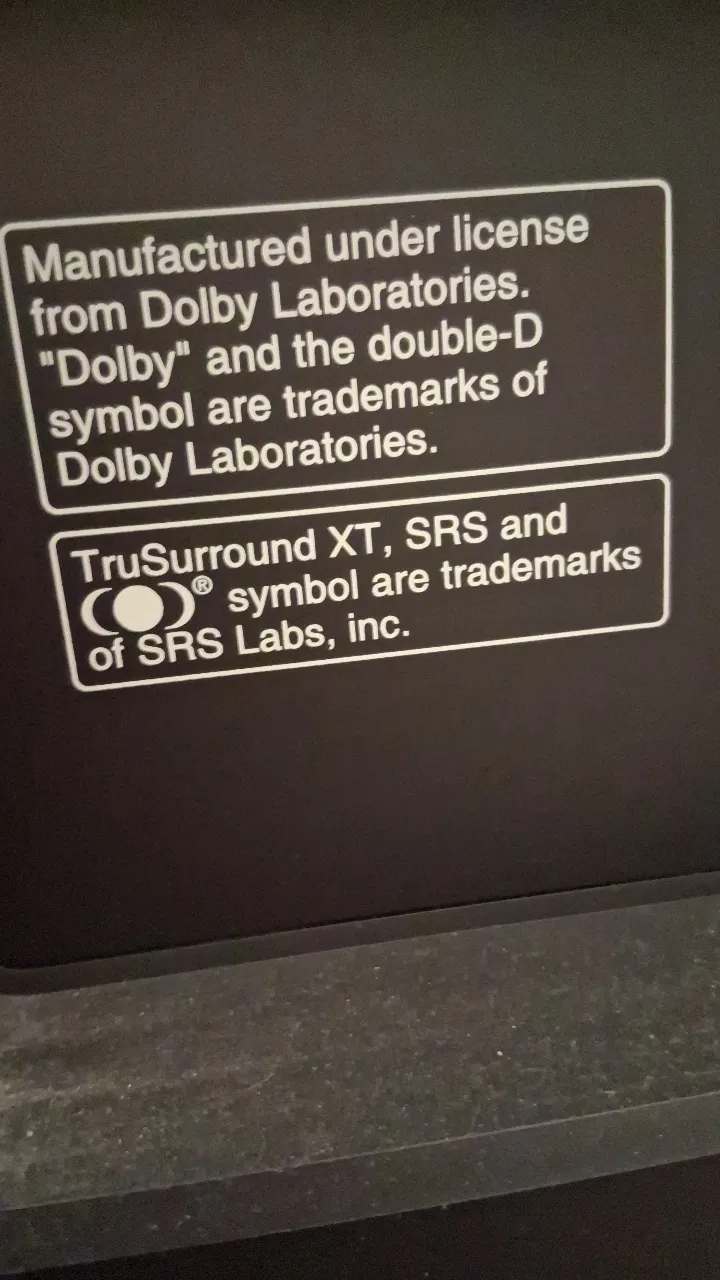 Manufactured under license
from Dolby Laboratories.
"Dolby" and the double-D
symbol are trademarks of
Dolby Laboratories.
TruSurround XT, SRS and
® symbol are trademarks
of SRS Labs, inc.